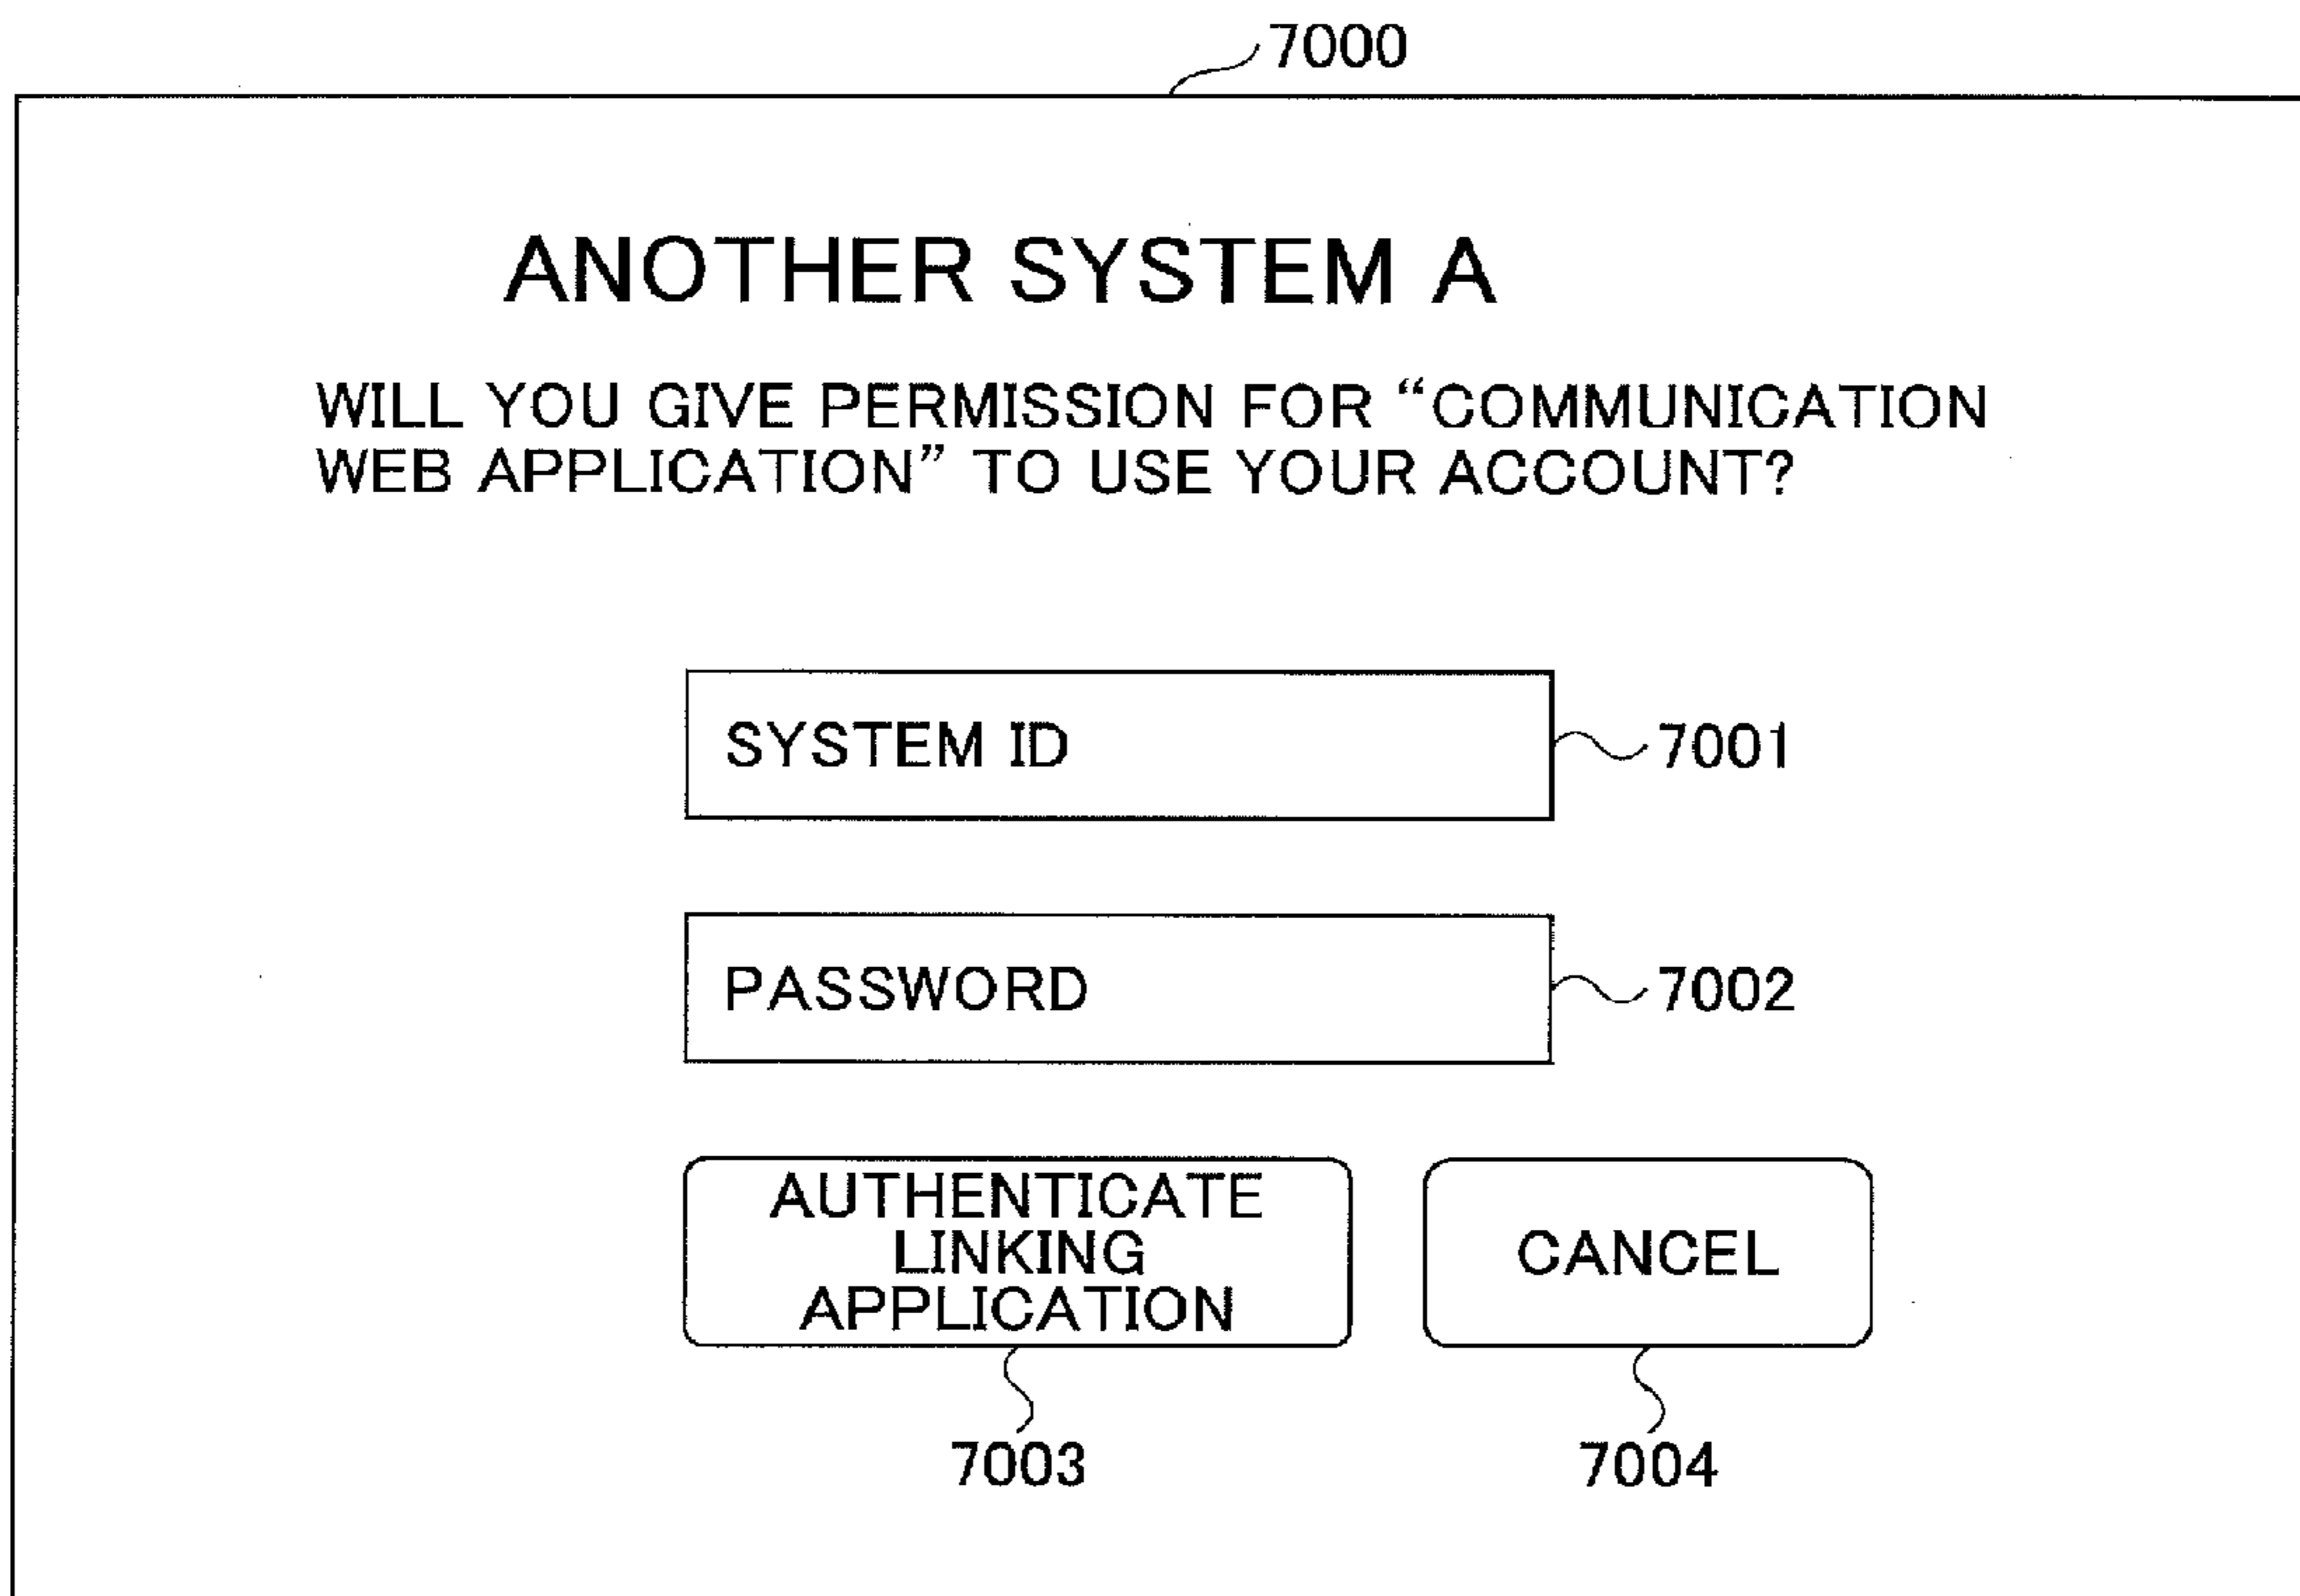 7000
ANOTHER SYSTEM A
WILL YOU GIVE PERMISSION FOR “COMMUNICATION
WEB APPLICATION” TO USE YOUR ACCOUNT?
SYSTEM ID
7001
PASSWORD
7002
AUTHENTICATE
LINKING
APPLICATION
CANCEL
7003
7004